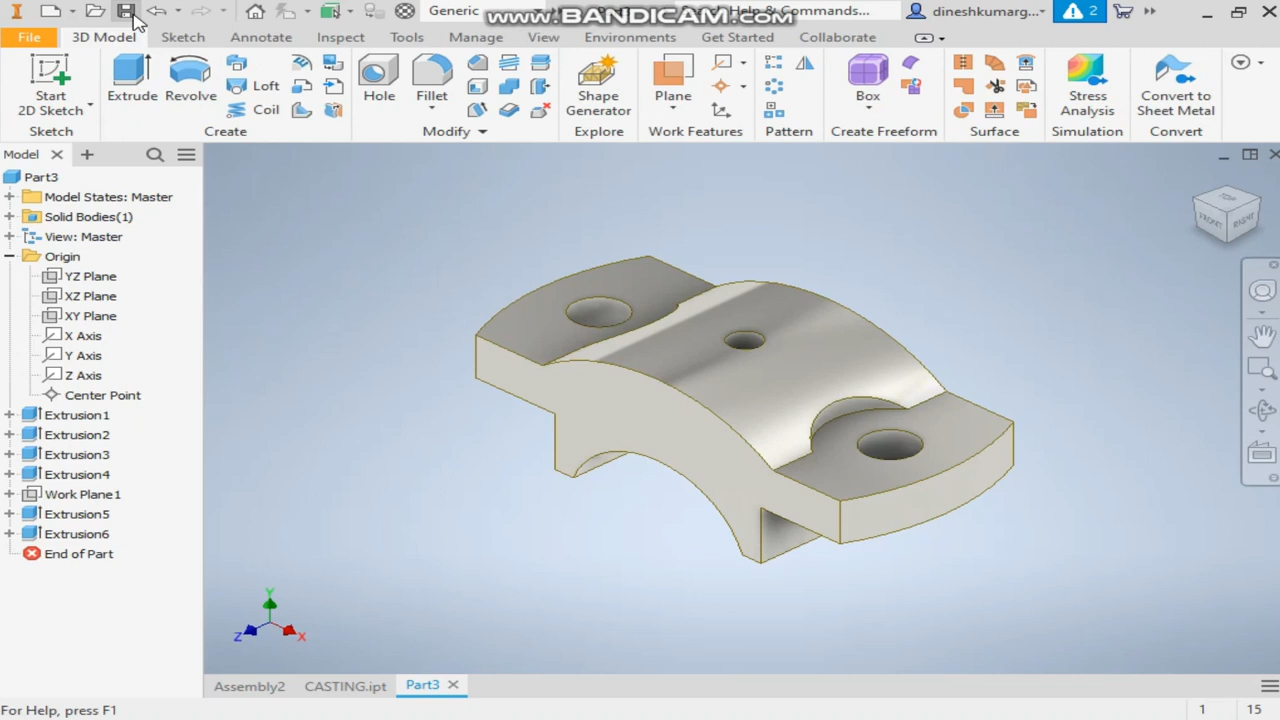 Generic
www.BANDICAM.com
Help & Commands...
dineshkumarg...
2
File
3D Model
Sketch
Annotate
Inspect
Tools
Manage
View
Environments
Get Started
Collaborate
Start
2D Sketch
Extrude
Revolve
Loft
Coil
Hole
Fillet
Shape
Generator
Plane
Box
Stress
Analysis
Convert to
Sheet Metal
Sketch
Create
Modify
Explore
Work Features
Pattern
Create Freeform
Surface
Simulation
Convert
Model
Part3
Model States: Master
Solid Bodies(1)
View: Master
Origin
YZ Plane
XZ Plane
XY Plane
X Axis
Y Axis
Z Axis
Center Point
Extrusion1
Extrusion2
Extrusion3
Extrusion4
Work Plane1
Extrusion5
Extrusion6
End of Part
TOP
FRONT
RIGHT
Y
Z
X
Assembly2
CASTING.ipt
Part3
For Help, press F1
1
15